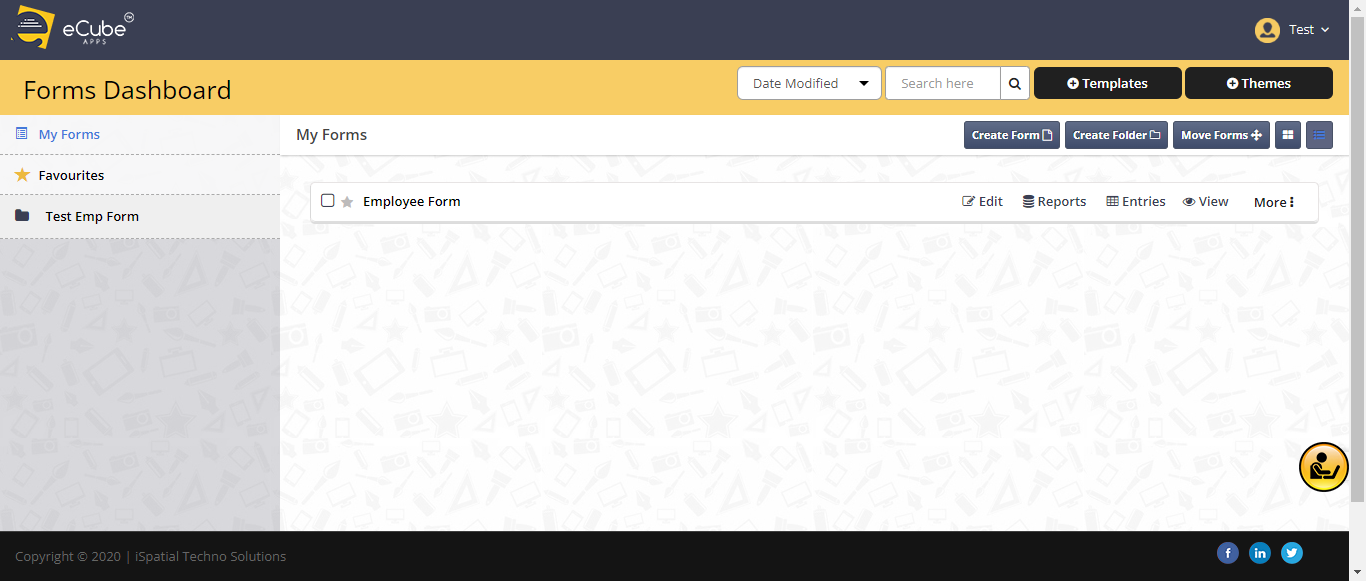 eCube TM
APPS
Test
Forms Dashboard
Date Modified
Search here
Templates
Themes
My Forms
Favourites
Test Emp Form
My Forms
Create Form
Create Folder
Move Forms
Employee Form
Edit
Reports
Entries
View
More
Copyright © 2020 | iSpatial Techno Solutions